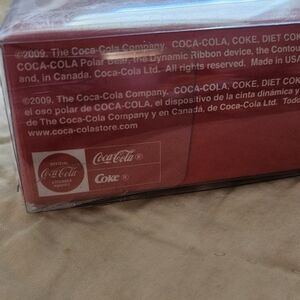 ©2009. The Coca-Cola Company. COCA-COLA, COKE, DIET COK
COCA-COLA Polar Bear, the Dynamic Ribbon device, the Contou
and, in Canada, Coca-Cola Ltd. All rights reserved. Made in USA
©2009. The Coca-Cola Company. COCA-COLA, COKE, DIET COK
el oso polar de COCA-COLA, el dispositivo de la cinta dinámica y
de The Coca-Cola Company y en Canadá, de Coca-Cola Ltd. Todo
www.coca-colastore.com
Coca-Cola
Coca-Cola®
Coke®